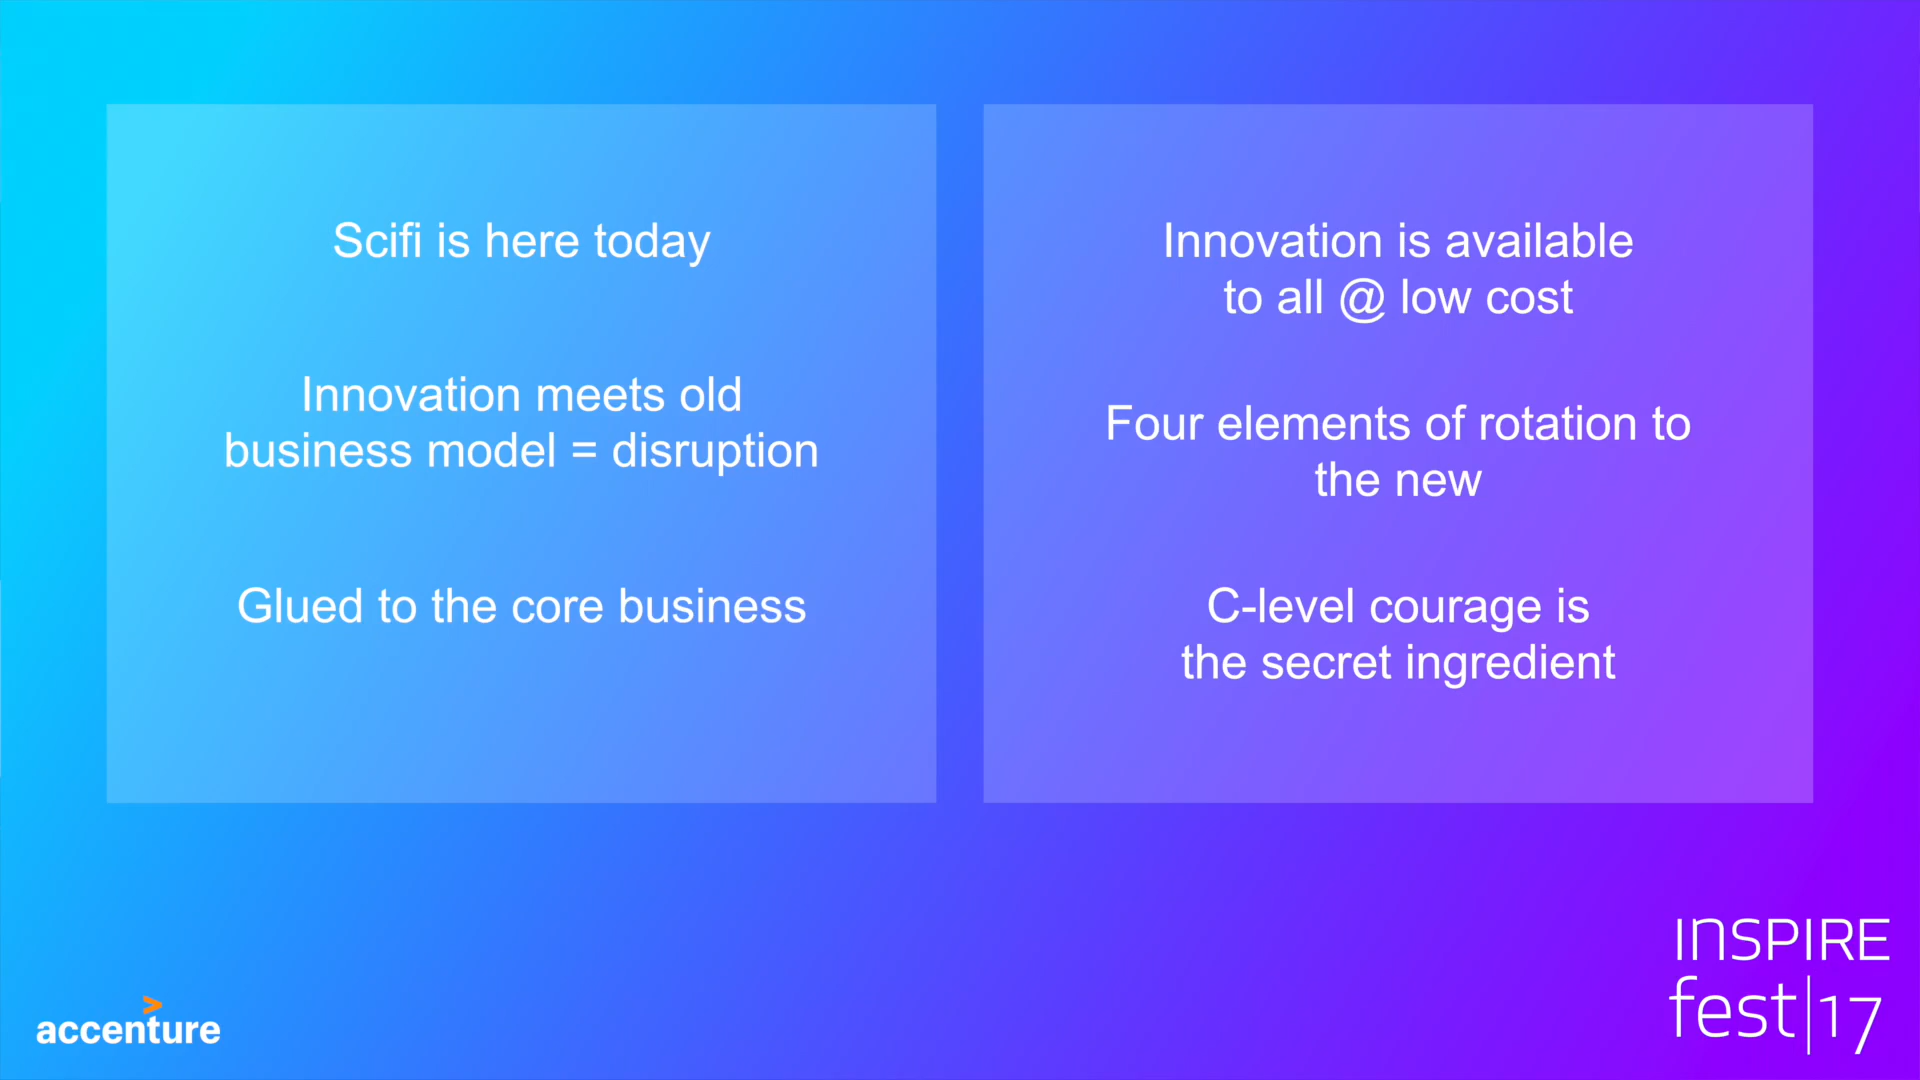 Scifi is here today
Innovation meets old
business model = disruption
Glued to the core business
Innovation is available
to all @ low cost
Four elements of rotation to
the new
C-level courage is
the secret ingredient
>
accenture
INSPIRE
fest|17